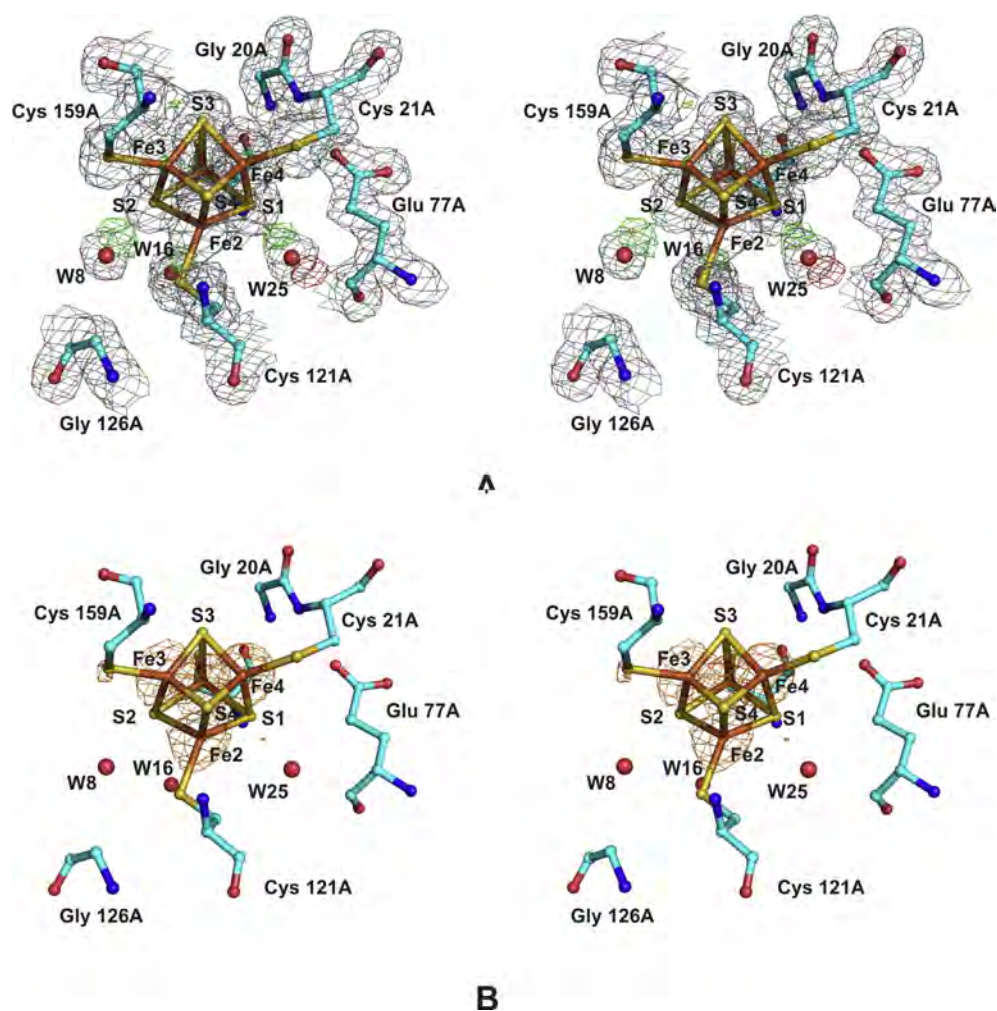 Gly 20A Gly 20A
Cys 159A Cys 21A Cys 159A Cys 21A
S3 S3
Fe3 Fe3
Fe4 Fe4
S2 S4 S1 Glu 77A S2 S4 S1 Glu 77A
W16 Fe2 W16 Fe2
W8 W25 W8 W25
Cys 121A Cys 121A
Gly 126A Gly 126A
A
Gly 20A Gly 20A
Cys 159A Cys 21A Cys 159A Cys 21A
S3 S3
Fe3 Fe3
Fe4 Fe4
S2 S4 S1 Glu 77A S2 S4 S1 Glu 77A
Fe2 Fe2
W8 W16 W25 W8 W16 W25
Cys 121A Cys 121A
Gly 126A Gly 126A
B